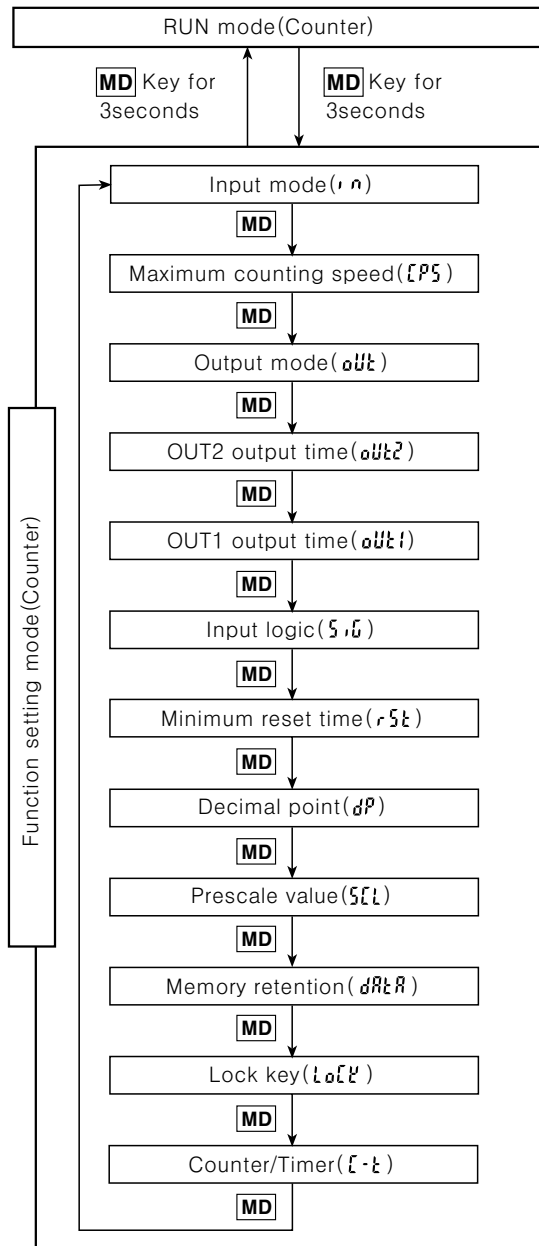 RUN mode(Counter)
MD Key for
3seconds
MD Key for
3seconds
Function setting mode(Counter)
Input mode(in)
MD
Maximum counting speed(CPS)
MD
Output mode(oUt)
MD
OUT2 output time(oUt2)
MD
OUT1 output time(oUt1)
MD
Input logic(SiG)
MD
Minimum reset time(rSt)
MD
Decimal point(dP)
MD
Prescale value(SCL)
MD
Memory retention(dAtA)
MD
Lock key(LoCK)
MD
Counter/Timer(C-t)
MD